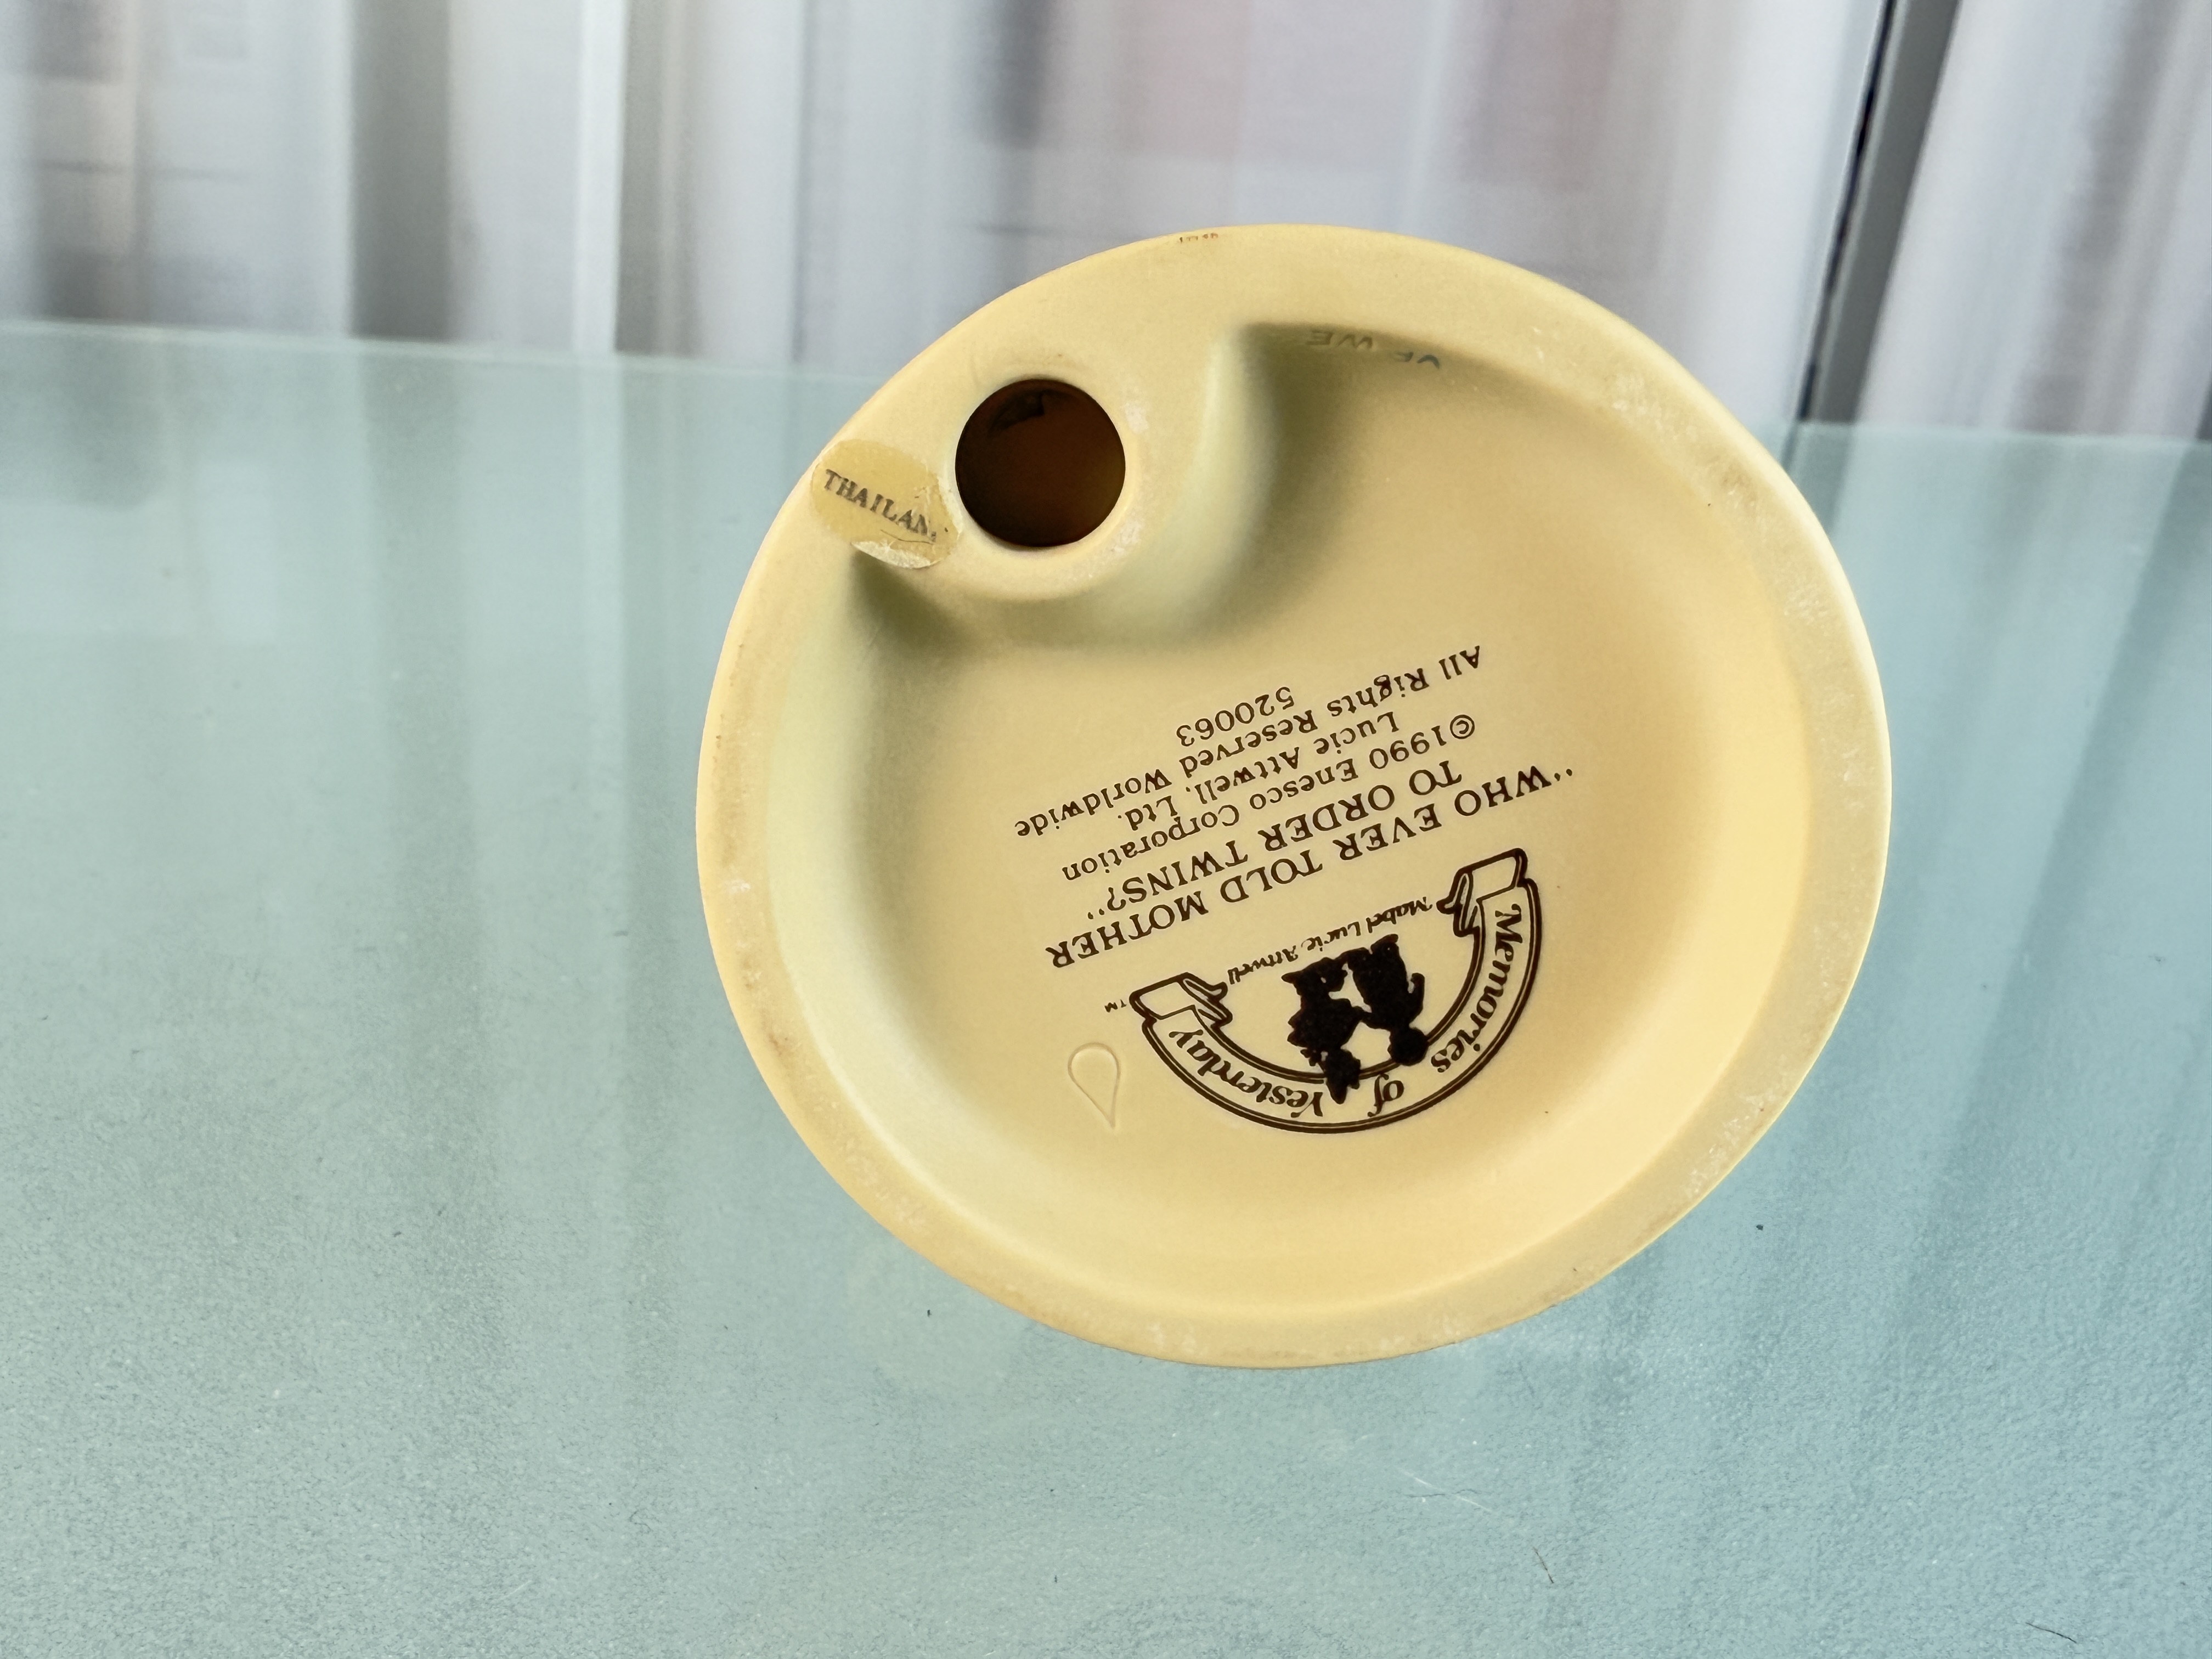 Memories of Yesterday
Mabel Lucie Attwell
TM
"WHO EVER TOLD MOTHER
TO ORDER TWINS?"
©1990 Enesco Corporation
Lucie Attwell, Ltd.
All Rights Reserved Worldwide
520063
THAILAN